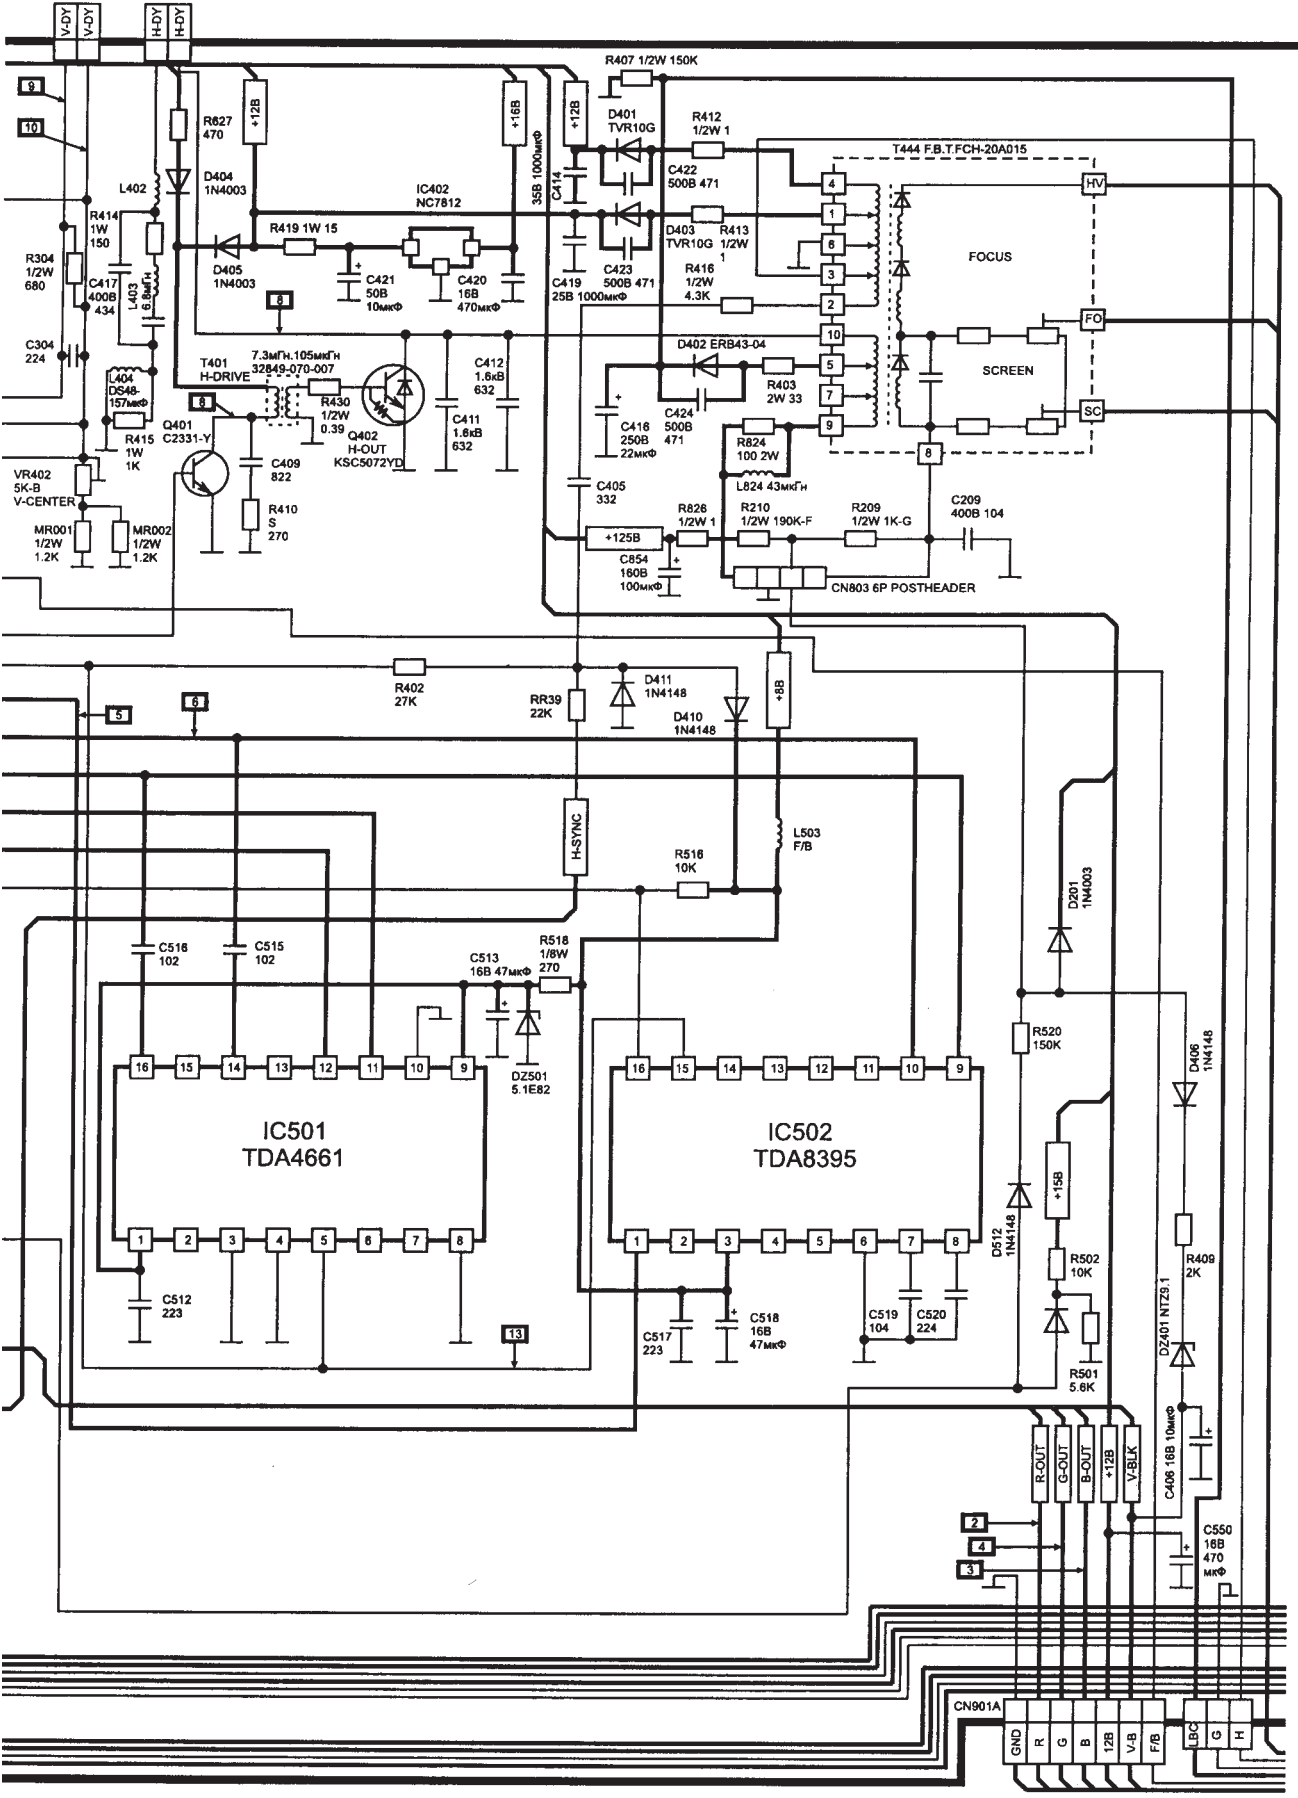 V-DY
V-DY
H-DY
H-DY
9
10
R627
470
+12В
+16В
35В 1000мкФ
+12В
C414
R407 1/2W 150K
D401
TVR10G
R412
1/2W 1
C422
500В 471
T444 F.B.T.FCH-20A015
HV
4
1
6
3
2
10
5
7
9
8
FOCUS
FO
SCREEN
SC
L402
D404
1N4003
IC402
NC7812
R414
1W
150
R419 1W 15
D403
TVR10G
R413
1/2W
1
R304
1/2W
680
C417
400В
434
L403
6.8мГн
D405
1N4003
C421
50В
10мкФ
C420
16В
470мкФ
C419
25В 1000мкФ
C423
500В 471
R416
1/2W
4.3K
8
C304
224
T401
H-DRIVE
7.3мГн.105мкГн
32849-070-007
C412
1.6кВ
632
D402 ERB43-04
L404
DS48-
157мкФ
8
R430
1/2W
0.39
R403
2W 33
Q401
C2331-Y
R415
1W
1K
Q402
H-OUT
KSC5072YD
C411
1.6кВ
632
C416
250В
22мкФ
C424
500В
471
R824
100 2W
L824 43мкГн
VR402
5K-B
V-CENTER
C409
822
C405
332
R410
S
270
MR001
1/2W
1.2K
MR002
1/2W
1.2K
+125В
R826
1/2W 1
R210
1/2W 190K-F
R209
1/2W 1K-G
C209
400В 104
C854
160В
100мкФ
CN803 6P POSTHEADER
R402
27K
RR39
22K
D411
1N4148
D410
1N4148
+8В
5
6
H-SYNC
L503
F/B
R516
10K
D201
1N4003
C516
102
C515
102
C513
16В 47мкФ
R518
1/8W
270
DZ501
5.1E82
R520
150K
D406
1N4148
16 15 14 13 12 11 10 9
IC501
TDA4661
1 2 3 4 5 6 7 8
16 15 14 13 12 11 10 9
IC502
TDA8395
1 2 3 4 5 6 7 8
D512
1N4148
+15В
R502
10K
R409
2K
DZ401 NTZ9.1
R501
5.6K
C512
223
13
C517
223
C518
16В
47мкФ
C519
104
C520
224
R-OUT
G-OUT
B-OUT
+12В
V-BLK
C406 16В 10мкФ
2
4
3
C550
16В
470
мкФ
CN901A
GND
R
G
B
12В
V-B
F/B
LBC
G
H